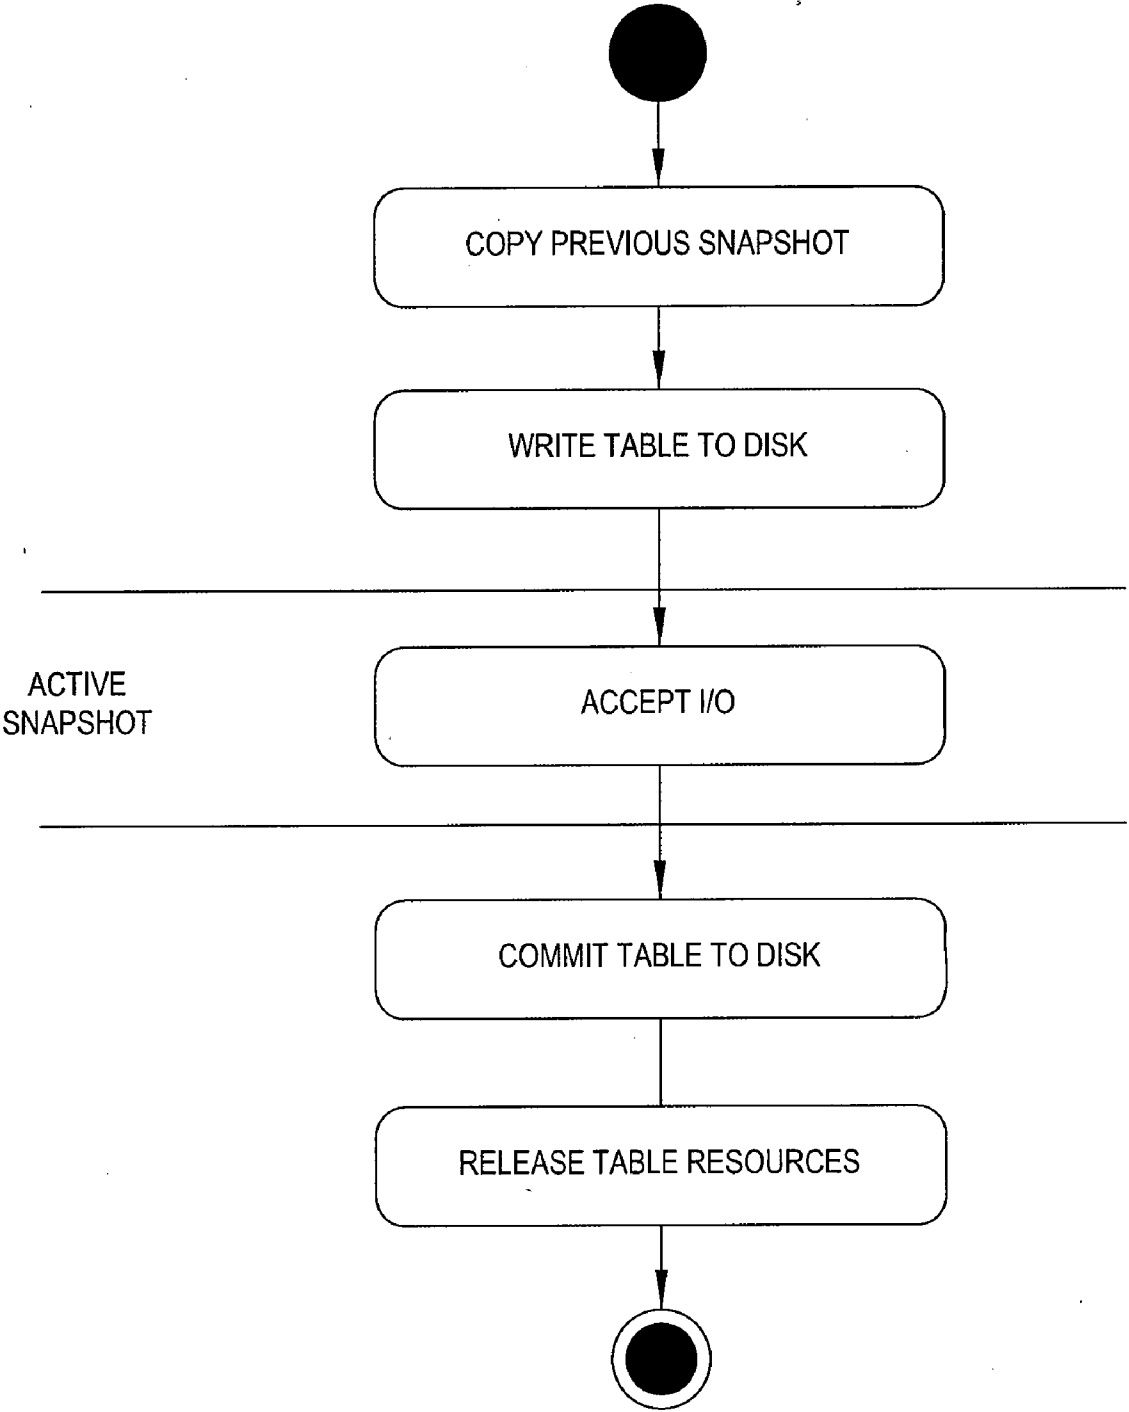 COPY PREVIOUS SNAPSHOT
WRITE TABLE TO DISK
ACTIVE
SNAPSHOT
ACCEPT I/O
COMMIT TABLE TO DISK
RELEASE TABLE RESOURCES